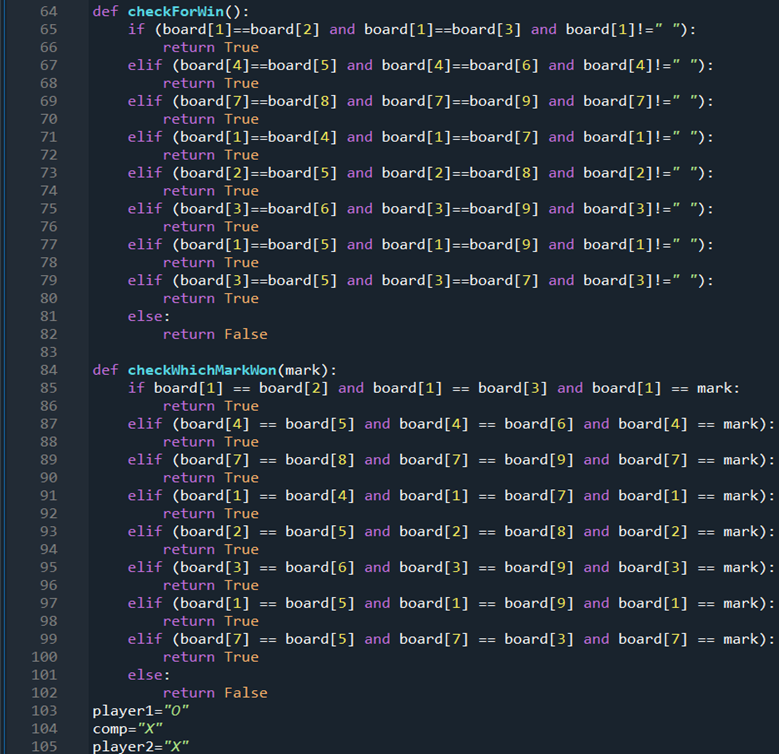 64 def checkForWin():
65     if (board[1]==board[2] and board[1]==board[3] and board[1]!=" "):
66         return True
67     elif (board[4]==board[5] and board[4]==board[6] and board[4]!=" "):
68         return True
69     elif (board[7]==board[8] and board[7]==board[9] and board[7]!=" "):
70         return True
71     elif (board[1]==board[4] and board[1]==board[7] and board[1]!=" "):
72         return True
73     elif (board[2]==board[5] and board[2]==board[8] and board[2]!=" "):
74         return True
75     elif (board[3]==board[6] and board[3]==board[9] and board[3]!=" "):
76         return True
77     elif (board[1]==board[5] and board[1]==board[9] and board[1]!=" "):
78         return True
79     elif (board[3]==board[5] and board[3]==board[7] and board[3]!=" "):
80         return True
81     else:
82         return False
83
84 def checkWhichMarkWon(mark):
85     if board[1] == board[2] and board[1] == board[3] and board[1] == mark:
86         return True
87     elif (board[4] == board[5] and board[4] == board[6] and board[4] == mark):
88         return True
89     elif (board[7] == board[8] and board[7] == board[9] and board[7] == mark):
90         return True
91     elif (board[1] == board[4] and board[1] == board[7] and board[1] == mark):
92         return True
93     elif (board[2] == board[5] and board[2] == board[8] and board[2] == mark):
94         return True
95     elif (board[3] == board[6] and board[3] == board[9] and board[3] == mark):
96         return True
97     elif (board[1] == board[5] and board[1] == board[9] and board[1] == mark):
98         return True
99     elif (board[7] == board[5] and board[7] == board[3] and board[7] == mark):
100         return True
101     else:
102         return False
103 player1="O"
104 comp="X"
105 player2="X"